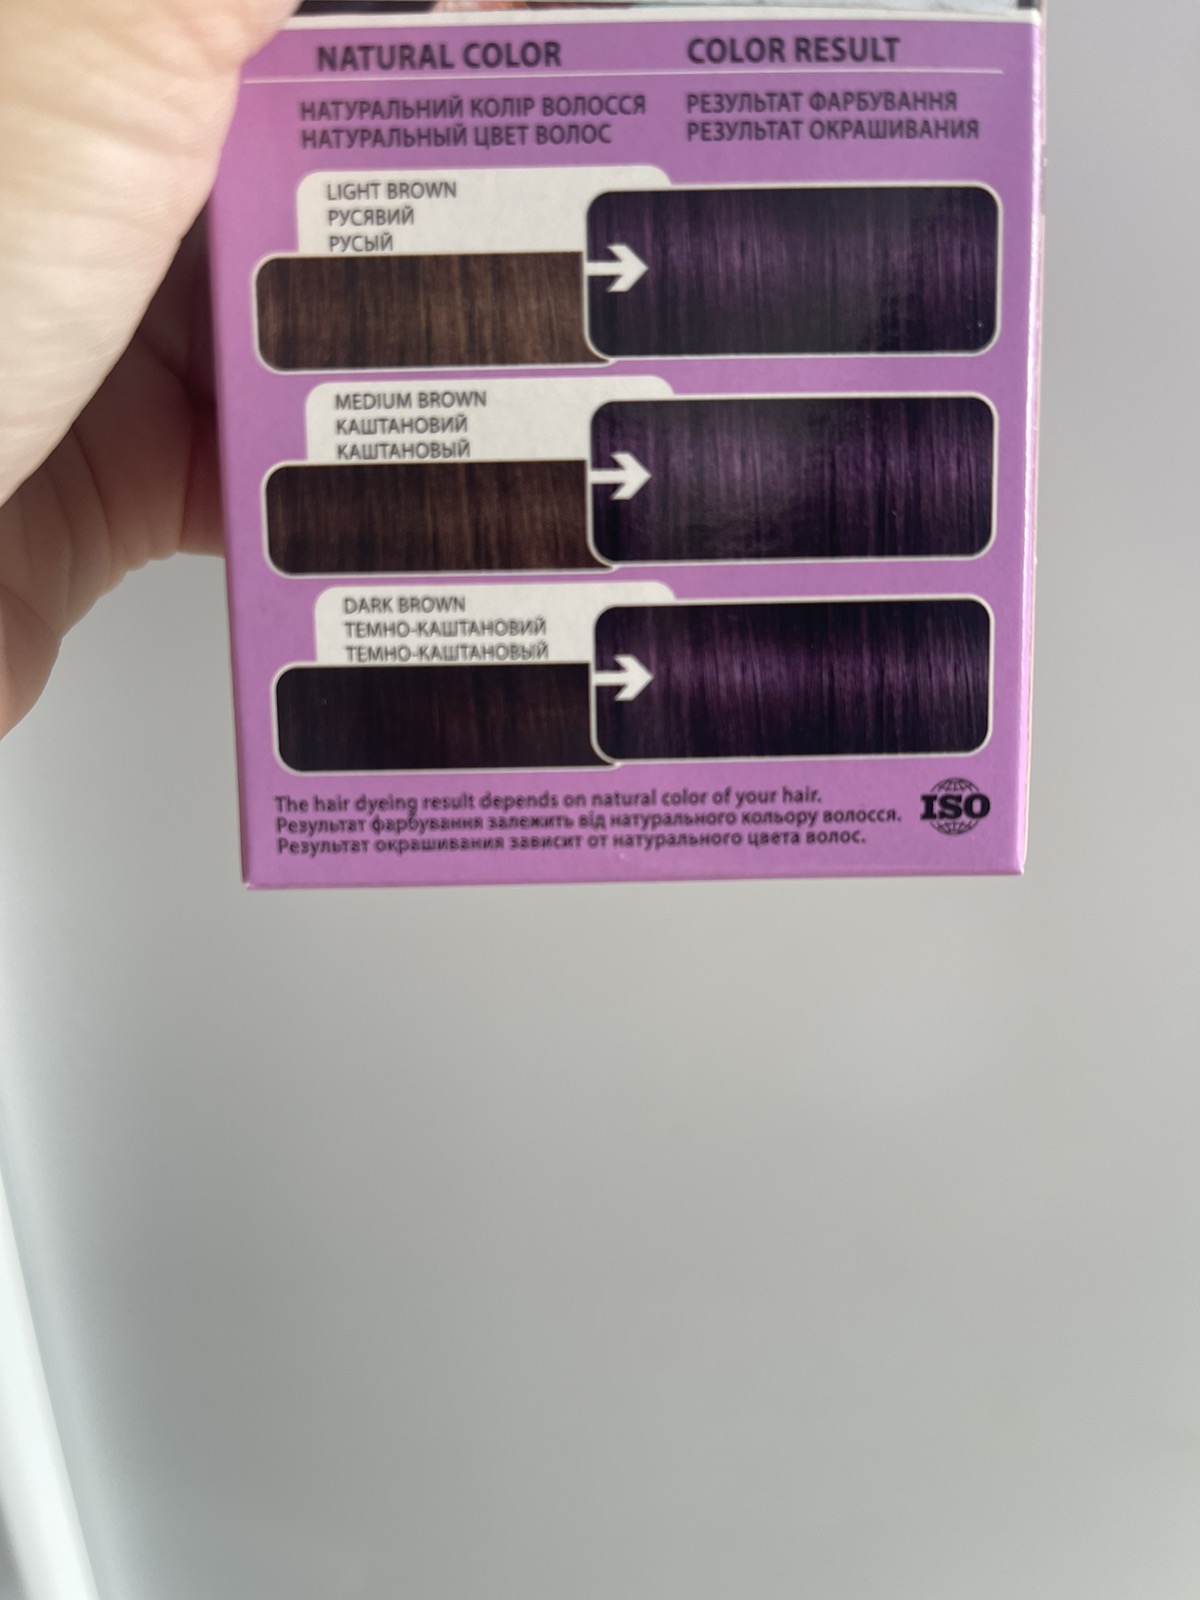 NATURAL COLOR
COLOR RESULT
НАТУРАЛЬНИЙ КОЛІР ВОЛОССЯ
НАТУРАЛЬНЫЙ ЦВЕТ ВОЛОС
РЕЗУЛЬТАТ ФАРБУВАННЯ
РЕЗУЛЬТАТ ОКРАШИВАНИЯ
LIGHT BROWN
РУСЯВИЙ
РУСЫЙ
MEDIUM BROWN
КАШТАНОВИЙ
КАШТАНОВЫЙ
DARK BROWN
ТЕМНО-КАШТАНОВИЙ
ТЕМНО-КАШТАНОВЫЙ
The hair dyeing result depends on natural color of your hair.
Результат фарбування залежить від натурального кольору волосся.
Результат окрашивания зависит от натурального цвета волос.
ISO